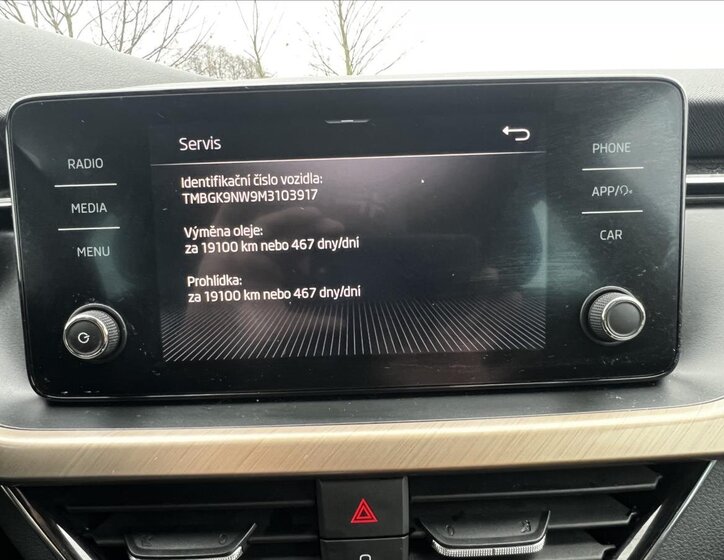 Servis
RADIO
MEDIA
MENU
Identifikační číslo vozidla:
TMBGK9NW9M3103917
Výměna oleje:
za 19100 km nebo 467 dny/dní
Prohlídka:
za 19100 km nebo 467 dny/dní
PHONE
APP/
CAR